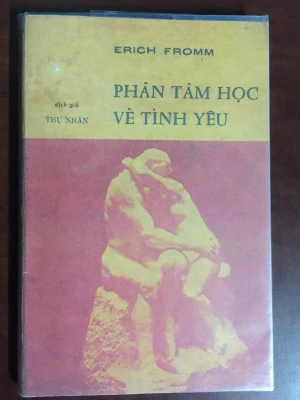 ERICH FROMM
PHÂN TÂM HỌC
VỀ TÌNH YÊU
dịch giả
THỤ NHÂN